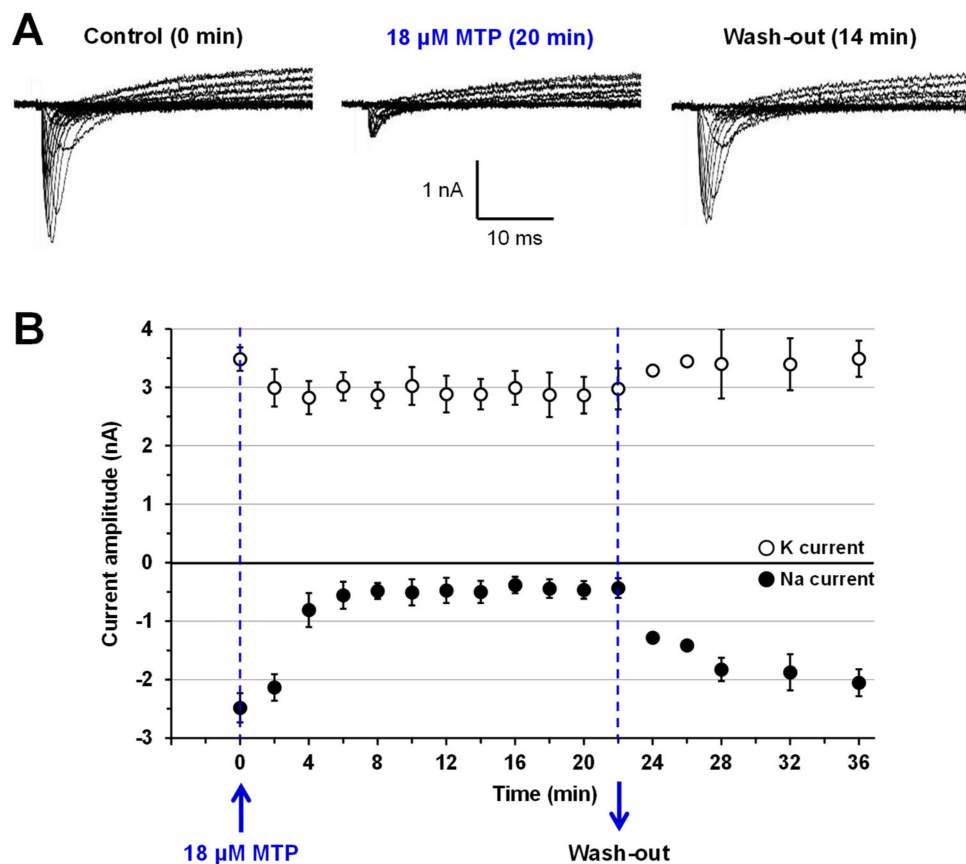 A
Control (0 min)
18 µM MTP (20 min)
Wash-out (14 min)
1 nA
10 ms
B
Current amplitude (nA)
4
3
2
1
0
-1
-2
-3
K current
Na current
0 4 8 12 16 20 24 28 32 36
Time (min)
18 µM MTP
Wash-out